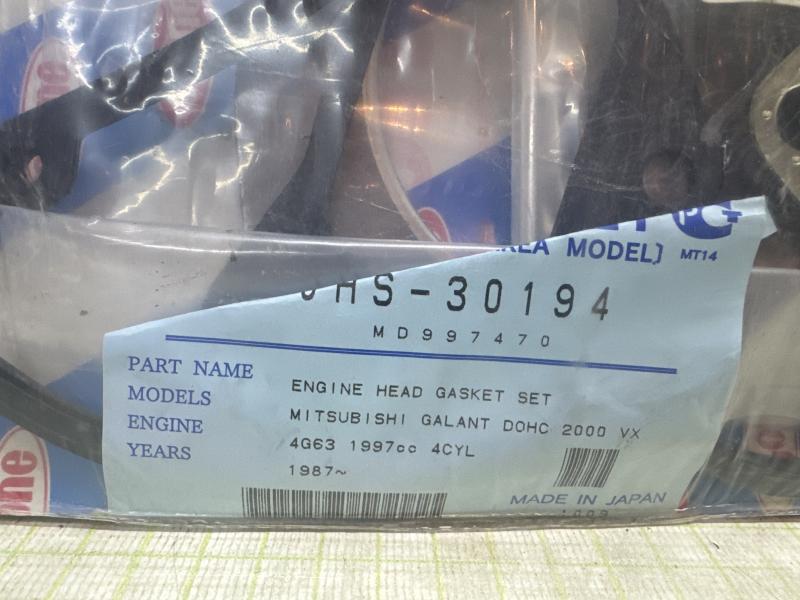 MODEL]
MT14
HS-30194
MD997470
PART NAME ENGINE HEAD GASKET SET
MODELS MITSUBISHI GALANT DOHC 2000 VX
ENGINE 4G63 1997cc 4CYL
YEARS 1987~
MADE IN JAPAN